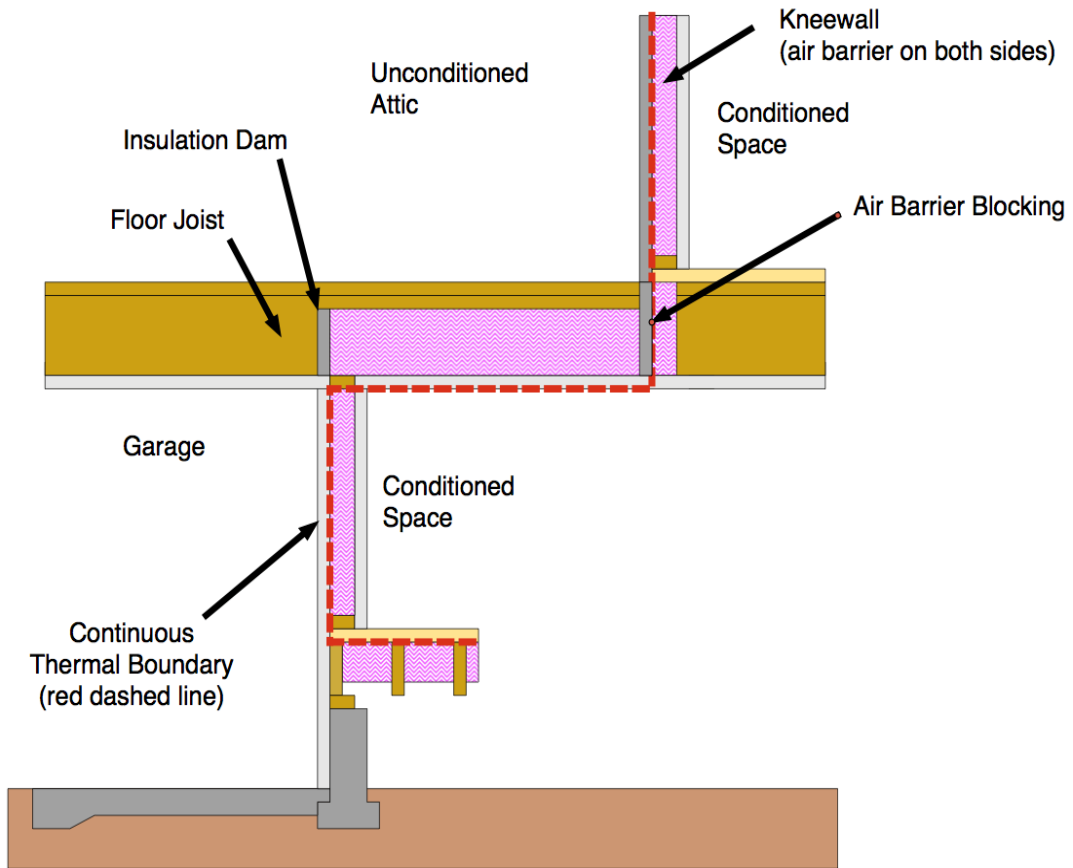 Kneewall
(air barrier on both sides)
Unconditioned
Attic
Conditioned
Space
Insulation Dam
Floor Joist
Air Barrier Blocking
Garage
Conditioned
Space
Continuous
Thermal Boundary
(red dashed line)